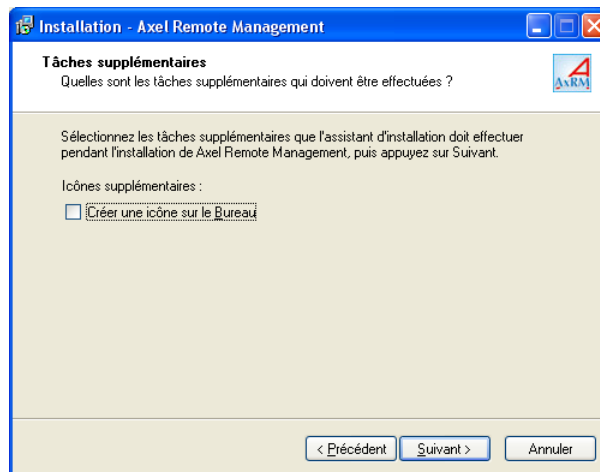 Installation - Axel Remote Management
Tâches supplémentaires
Quelles sont les tâches supplémentaires qui doivent être effectuées ?
AxRM
Sélectionnez les tâches supplémentaires que l'assistant d'installation doit effectuer
pendant l'installation de Axel Remote Management, puis appuyez sur Suivant.
Icônes supplémentaires :
Créer une icône sur le Bureau
< Précédent
Suivant >
Annuler